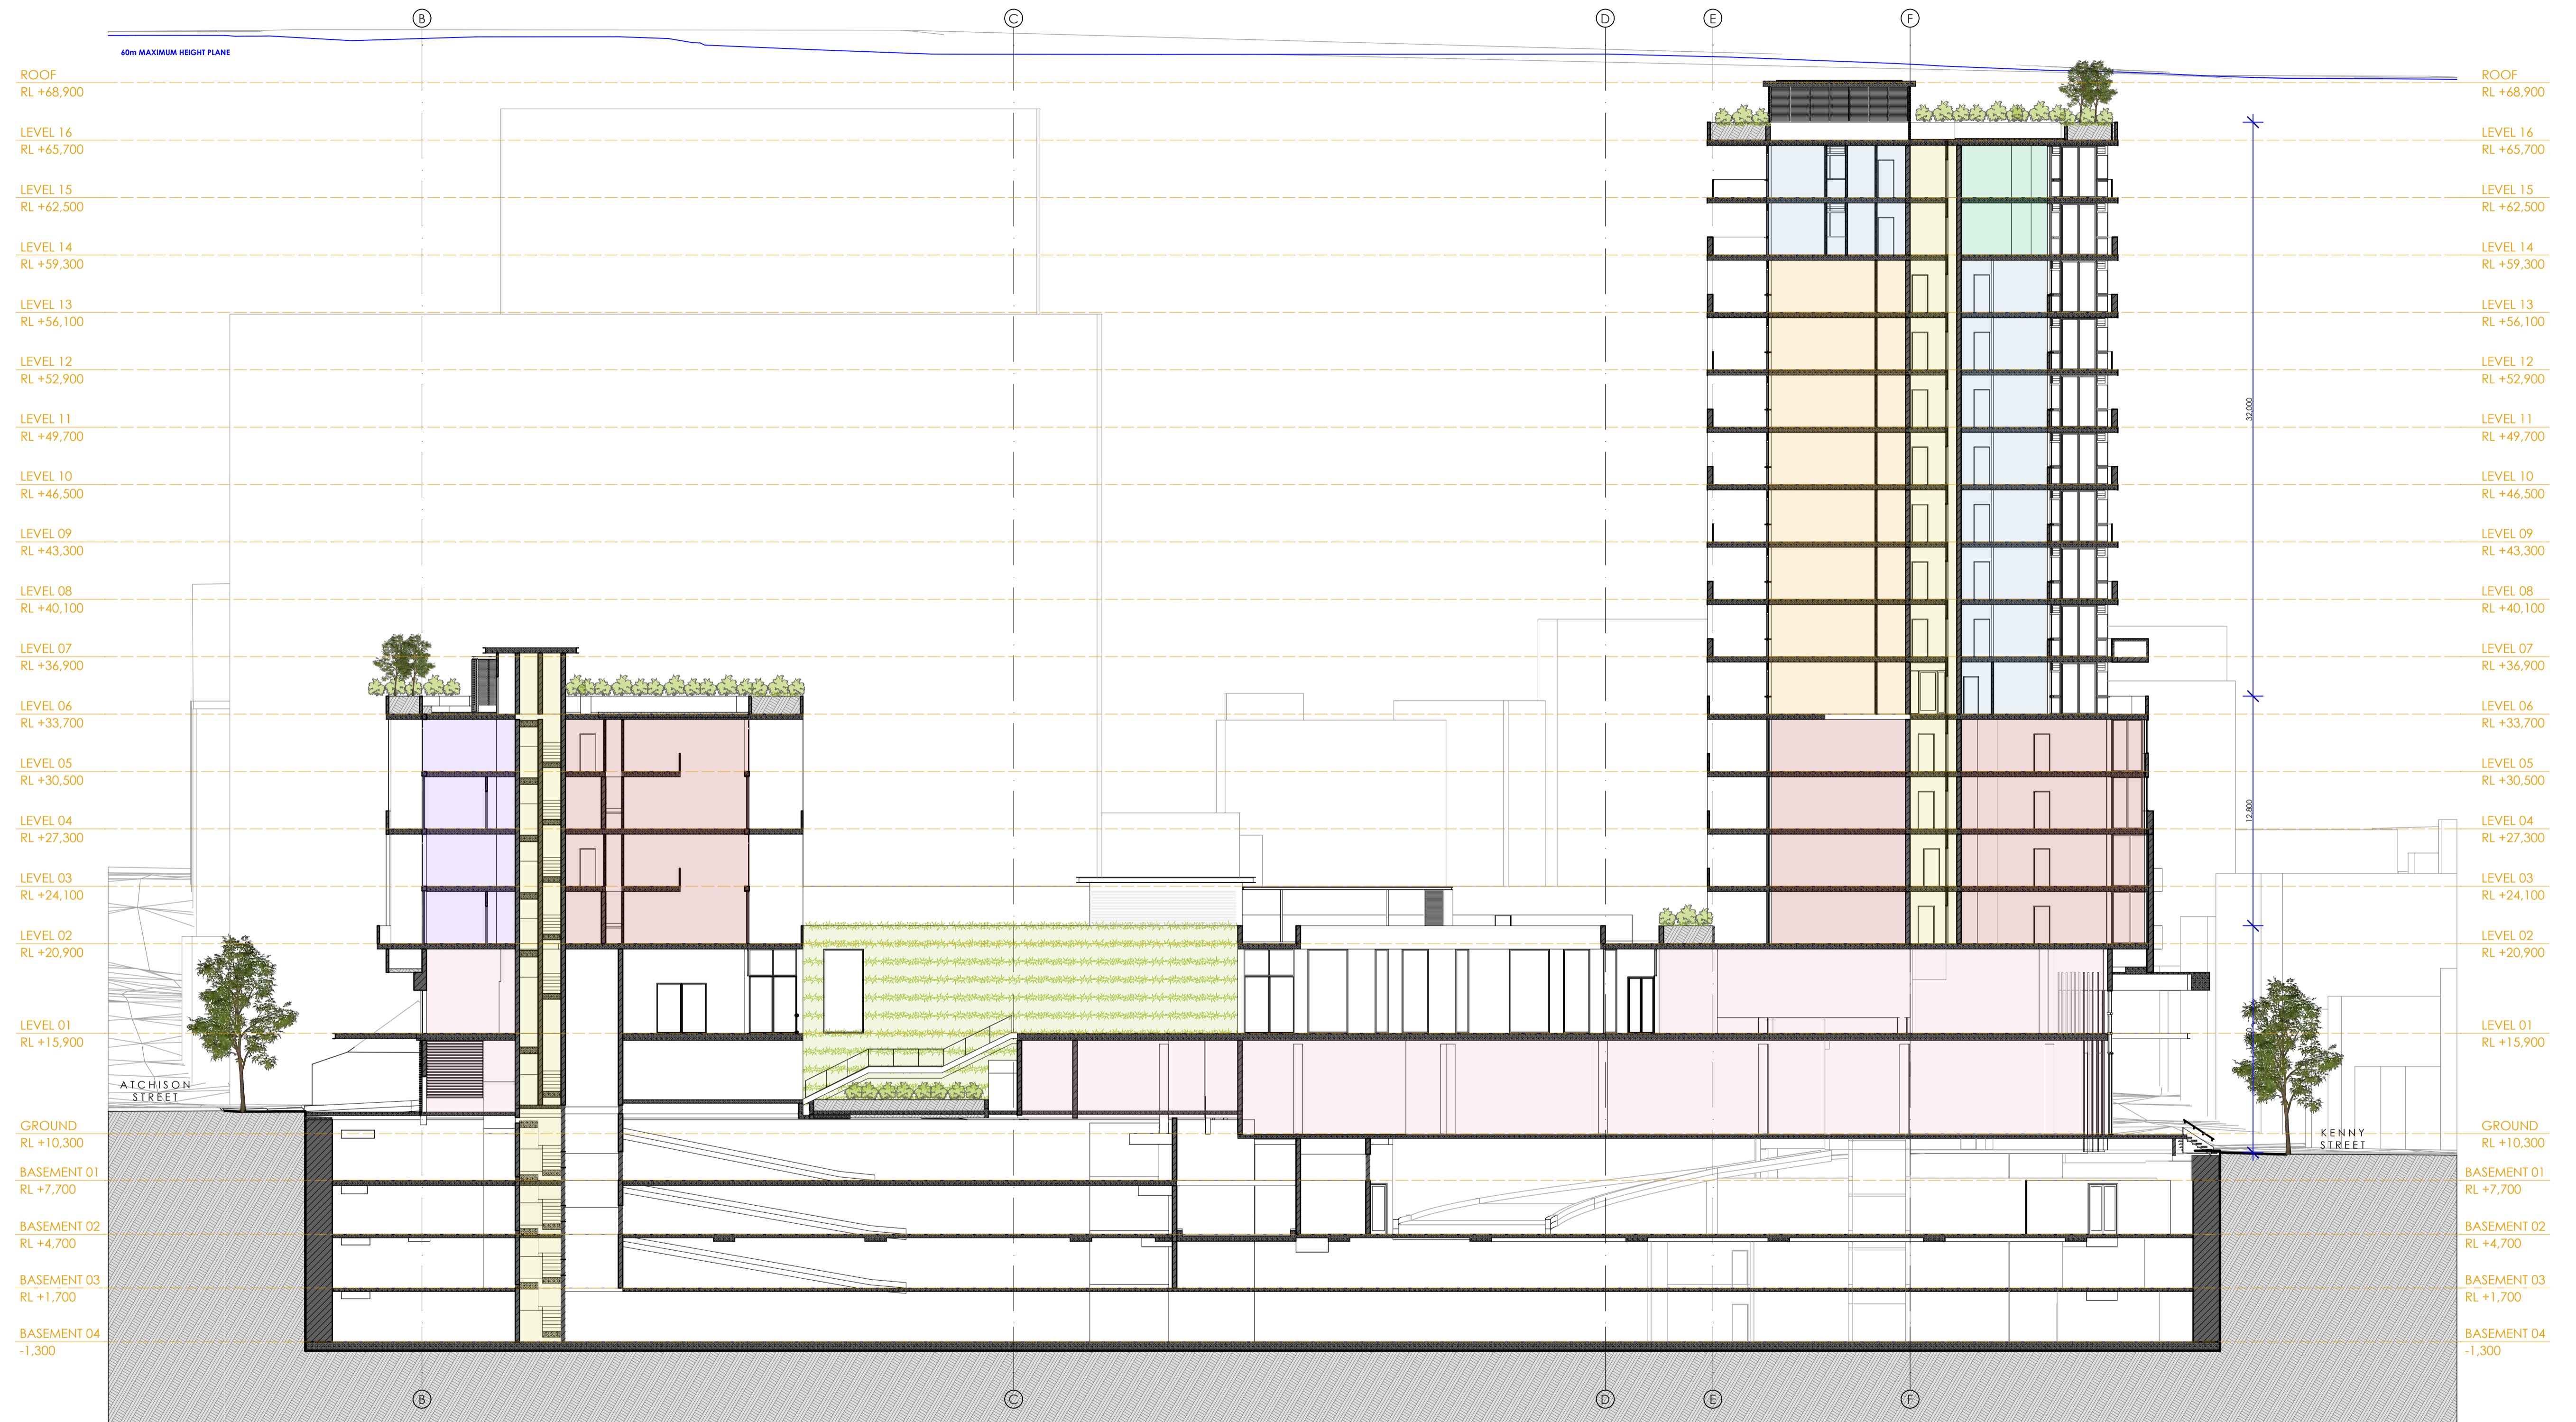 B C D E F
60m MAXIMUM HEIGHT PLANE
ROOF
RL +68,900
LEVEL 16
RL +65,700
LEVEL 15
RL +62,500
LEVEL 14
RL +59,300
LEVEL 13
RL +56,100
LEVEL 12
RL +52,900
LEVEL 11
RL +49,700
LEVEL 10
RL +46,500
LEVEL 09
RL +43,300
LEVEL 08
RL +40,100
LEVEL 07
RL +36,900
LEVEL 06
RL +33,700
LEVEL 05
RL +30,500
LEVEL 04
RL +27,300
LEVEL 03
RL +24,100
LEVEL 02
RL +20,900
LEVEL 01
RL +15,900
ATCHISON
STREET
GROUND
RL +10,300
BASEMENT 01
RL +7,700
BASEMENT 02
RL +4,700
BASEMENT 03
RL +1,700
BASEMENT 04
-1,300
32,000
12,800
KENNY
STREET
ROOF
RL +68,900
LEVEL 16
RL +65,700
LEVEL 15
RL +62,500
LEVEL 14
RL +59,300
LEVEL 13
RL +56,100
LEVEL 12
RL +52,900
LEVEL 11
RL +49,700
LEVEL 10
RL +46,500
LEVEL 09
RL +43,300
LEVEL 08
RL +40,100
LEVEL 07
RL +36,900
LEVEL 06
RL +33,700
LEVEL 05
RL +30,500
LEVEL 04
RL +27,300
LEVEL 03
RL +24,100
LEVEL 02
RL +20,900
LEVEL 01
RL +15,900
GROUND
RL +10,300
BASEMENT 01
RL +7,700
BASEMENT 02
RL +4,700
BASEMENT 03
RL +1,700
BASEMENT 04
-1,300
B C D E F